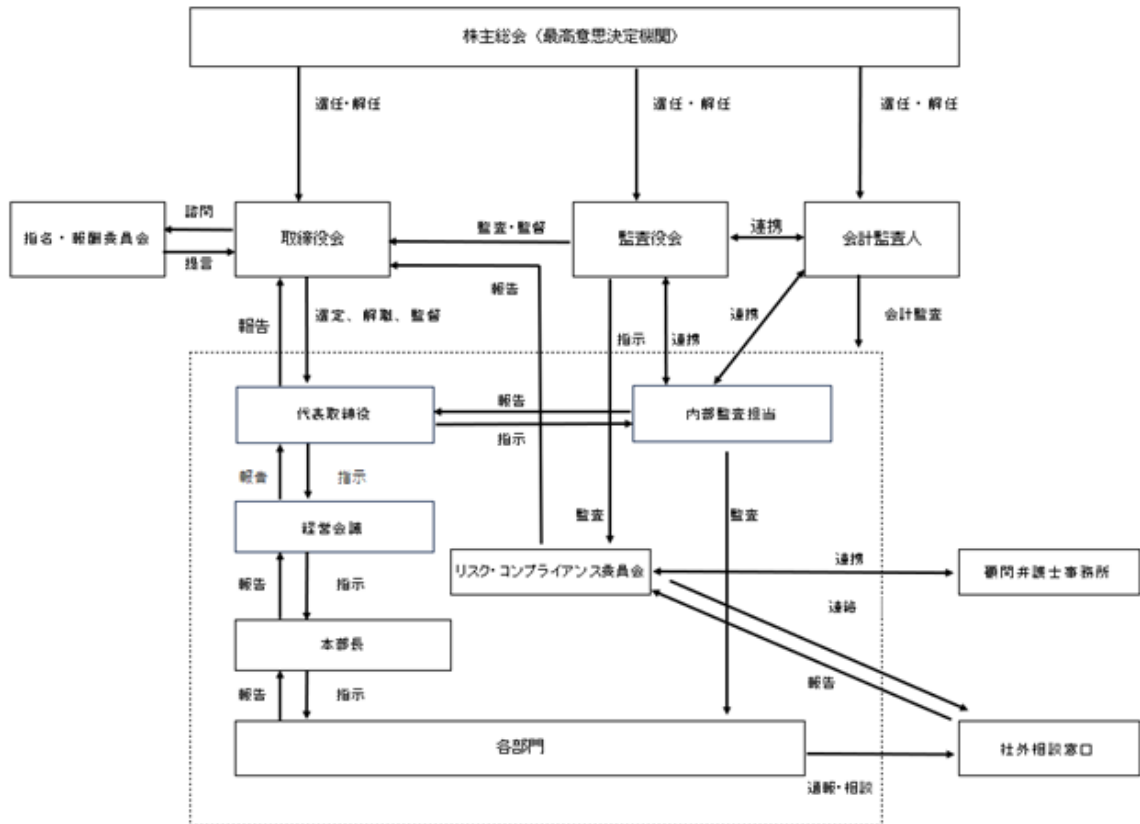 株主総会〈最高意思決定機関〉
選任・解任
選任・解任
選任・解任
指名・報酬委員会
諮問
提言
取締役会
監査・監督
監査役会
連携
会計監査人
報告
選定、解職、監督
報告
指示
連携
連携
会計監査
代表取締役
報告
指示
内部監査担当
報告
指示
経営会議
監査
監査
リスク・コンプライアンス委員会
連携
顧問弁護士事務所
報告
指示
連絡
本部長
報告
指示
報告
各部門
社外相談窓口
通報・相談